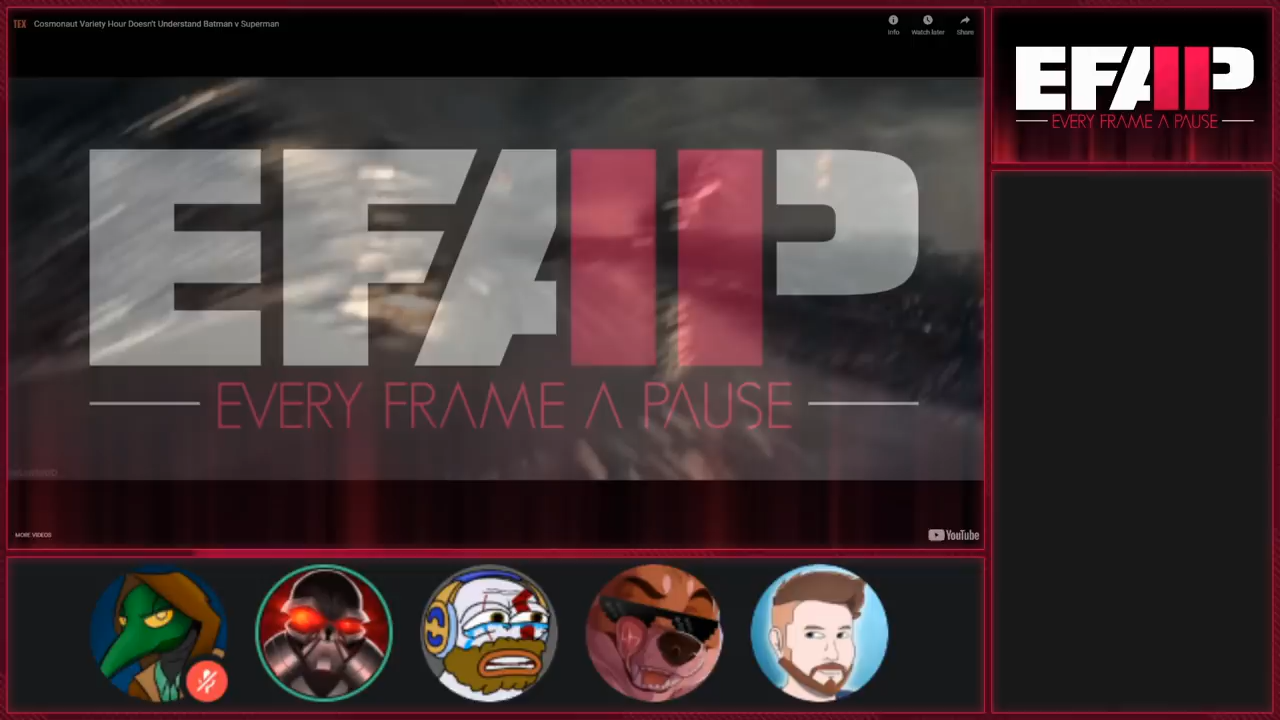 TEX Cosmonaut Variety Hour Doesn't Understand Batman v Superman
Info
Watch later
Share
EFAP
EVERY FRAME A PAUSE
EFAP
EVERY FRAME A PAUSE
MORE VIDEOS
YouTube